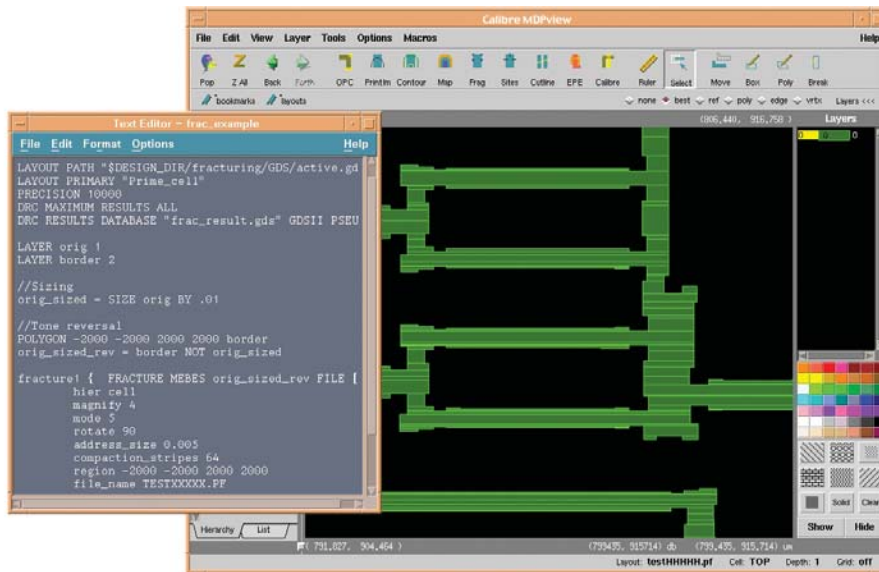 Calibre MDPview
File Edit View Layer Tools Options Macros Help
Pop Z All Back Forth OPC PrintIm Contour Map Frag Sites Cutline EPE Calibre Ruler Select Move Box Poly Break
bookmarks layouts none best ref poly edge vrtx Layers <<<
(806,440, 916,758 ) Layers
0 0
Text Editor - frac_example
File Edit Format Options Help
LAYOUT PATH "$DESIGN_DIR/fracturing/GDS/active.gd
LAYOUT PRIMARY "Prime_cell"
PRECISION 10000
DRC MAXIMUM RESULTS ALL
DRC RESULTS DATABASE "frac_result.gds" GDSII PSEU
LAYER orig 1
LAYER border 2
//Sizing
orig_sized = SIZE orig BY .01
//Tone reversal
POLYGON -2000 -2000 2000 2000 border
orig_sized_rev = border NOT orig_sized
fracture1 { FRACTURE MEBES orig_sized_rev FILE [
hier cell
magnify 4
mode 5
rotate 90
address_size 0.005
compaction_stripes 64
region -2000 -2000 2000 2000
file_name TESTXXXXX.PF
Solid Clear
Hierarchy List Show Hide
( 791,027, 904,464 ) (799435, 915714) db (799,435, 915,714) um
Layout: testHHHHH.pf Cell: TOP Depth: 1 Grid: off